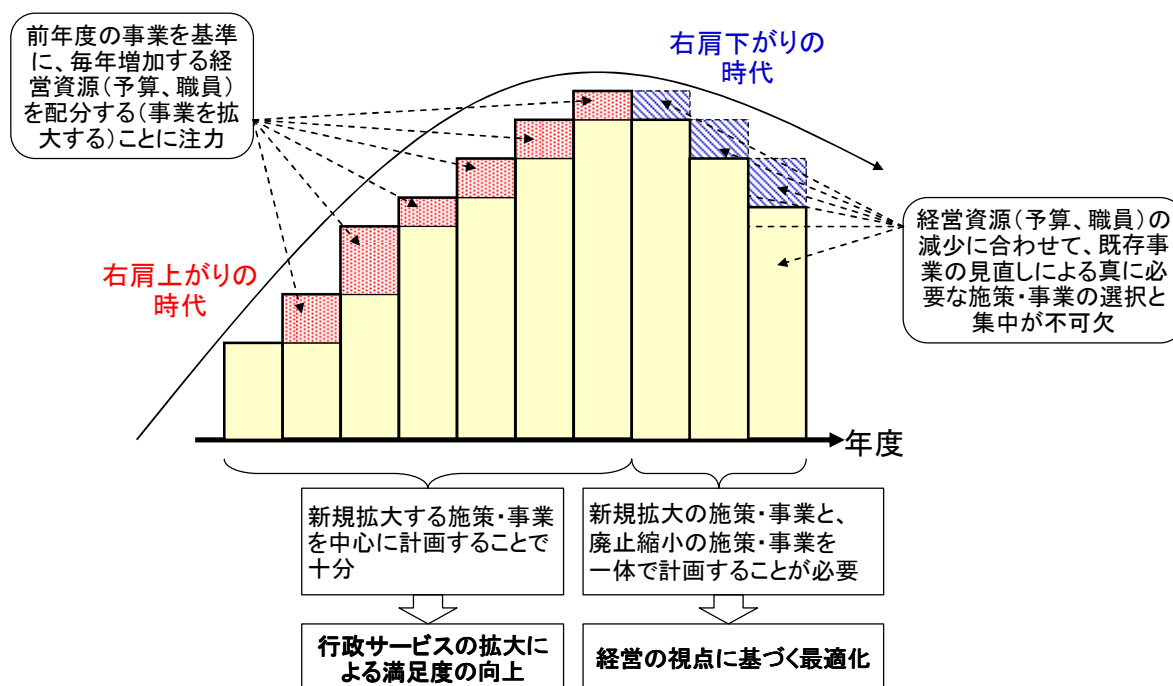 前年度の事業を基準
に、毎年増加する経
営資源(予算、職員)
を配分する(事業を拡
大する)ことに注力
右肩下がりの
時代
右肩上がりの
時代
経営資源(予算、職員)の
減少に合わせて、既存事
業の見直しによる真に必
要な施策・事業の選択と
集中が不可欠
年度
新規拡大する施策・事業
を中心に計画することで
十分
新規拡大の施策・事業と、
廃止縮小の施策・事業を
一体で計画することが必要
行政サービスの拡大に
よる満足度の向上
経営の視点に基づく最適化